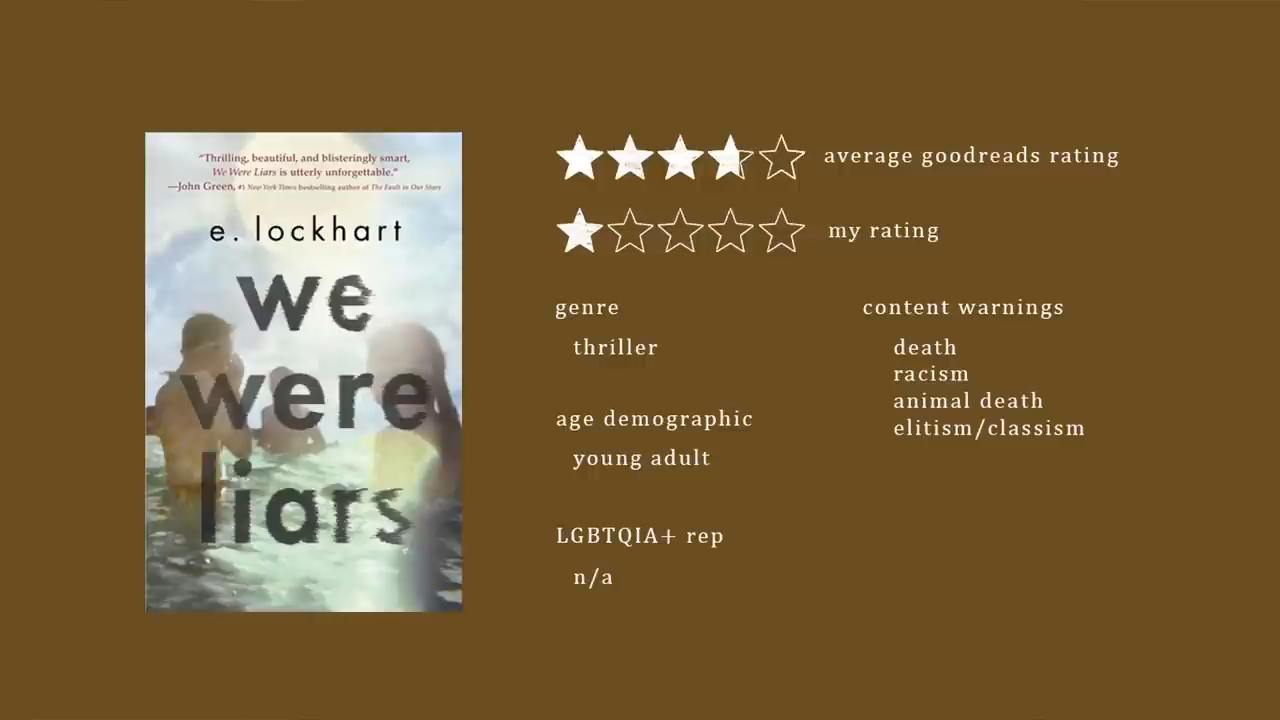 “Thrilling, beautiful, and blisteringly smart,
We Were Liars is utterly unforgettable.”
—John Green, #1 New York Times bestselling author of The Fault in Our Stars
e. lockhart
we
were
liars
average goodreads rating
my rating
genre
thriller
age demographic
young adult
LGBTQIA+ rep
n/a
content warnings
death
racism
animal death
elitism/classism